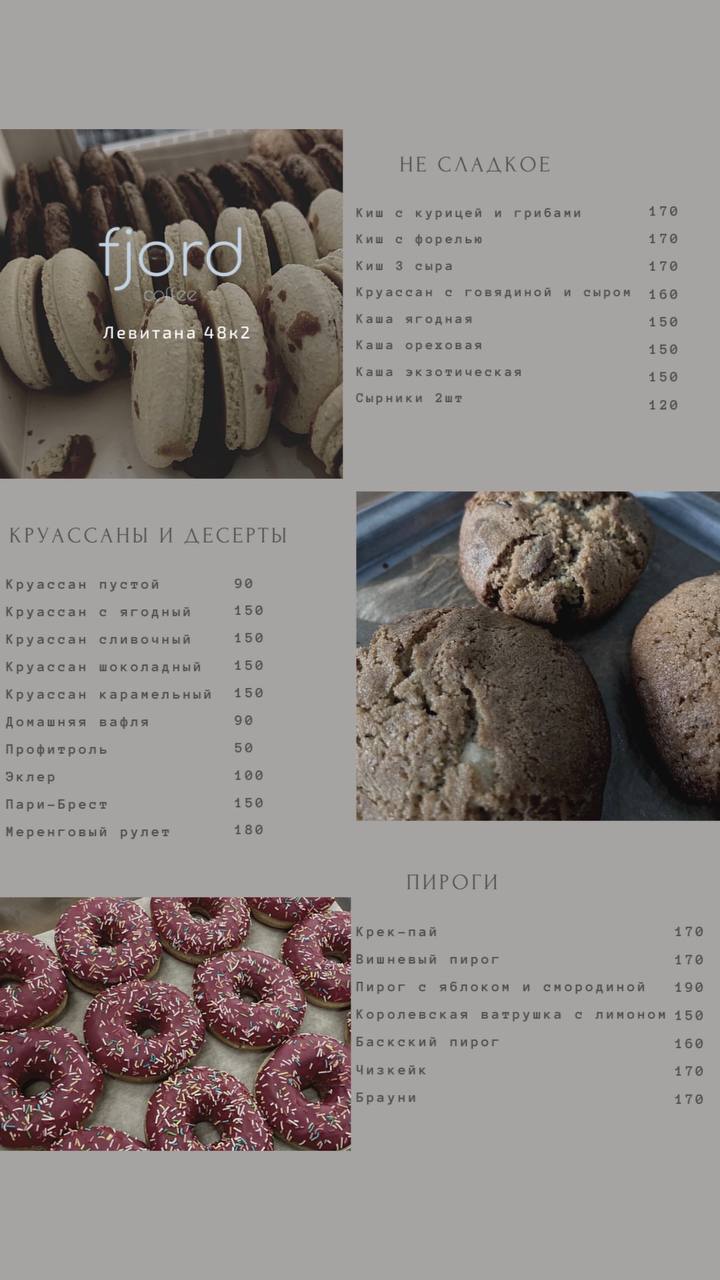 fjord
coffee
Левитана 48к2
НЕ СЛАДКОЕ
Киш с курицей и грибами 170
Киш с форелью 170
Киш 3 сыра 170
Круассан с говядиной и сыром 160
Каша ягодная 150
Каша ореховая 150
Каша экзотическая 150
Сырники 2шт 120
КРУАССАНЫ И ДЕСЕРТЫ
Круассан пустой 90
Круассан с ягодный 150
Круассан сливочный 150
Круассан шоколадный 150
Круассан карамельный 150
Домашняя вафля 90
Профитроль 50
Эклер 100
Пари-Брест 150
Меренговый рулет 180
ПИРОГИ
Крек-пай 170
Вишневый пирог 170
Пирог с яблоком и смородиной 190
Королевская ватрушка с лимоном 150
Баскский пирог 160
Чизкейк 170
Брауни 170